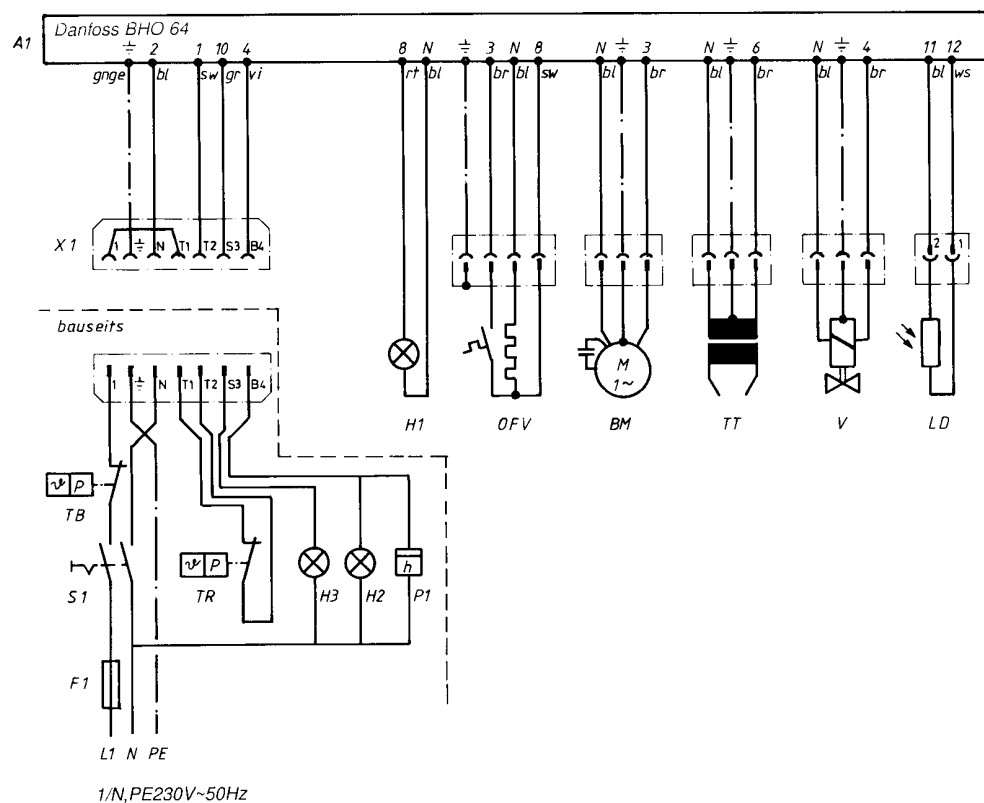 Danfoss BHO 64
A1
2 1 10 4 8 N 3 N 8 N 3 N 6 N 4 11 12
gnge bl sw gr vi rt bl br bl sw bl br bl br bl br bl ws
X1
1 N T1 T2 S3 B4
2 1
bauseits
1 N T1 T2 S3 B4
M
1~
H1 OFV BM TT V LD
ϑ P
TB
ϑ P
h
S1 TR H3 H2 P1
F1
L1 N PE
1/N,PE230V~50Hz